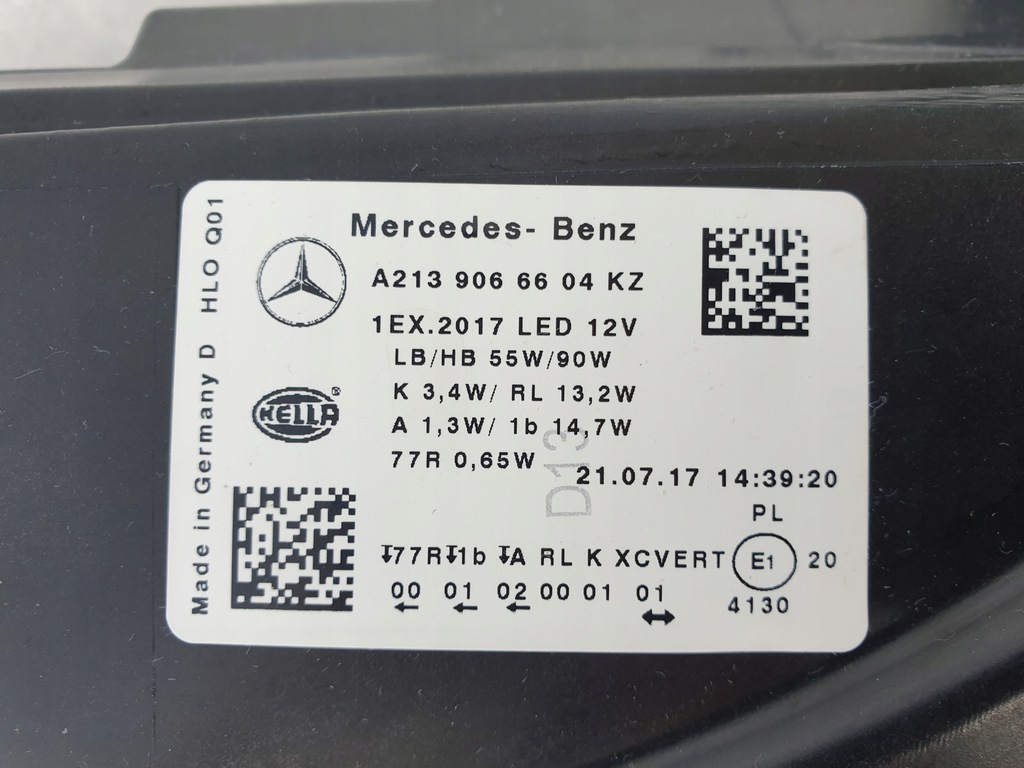 Mercedes- Benz
A213 906 66 04 KZ
1EX.2017 LED 12V
LB/HB 55W/90W
K 3,4W/ RL 13,2W
A 1,3W/ 1b 14,7W
77R 0,65W
D13
21.07.17 14:39:20
PL
77R 1b A RL K XCVERT E1 20
00 01 02 00 01 01 4130
HELLA ®
Made in Germany D HLO Q01